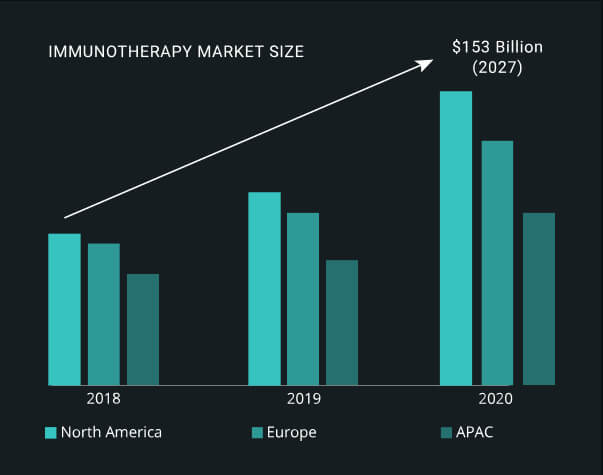 IMMUNOTHERAPY MARKET SIZE
$153 Billion
(2027)
2018
2019
2020
North America
Europe
APAC